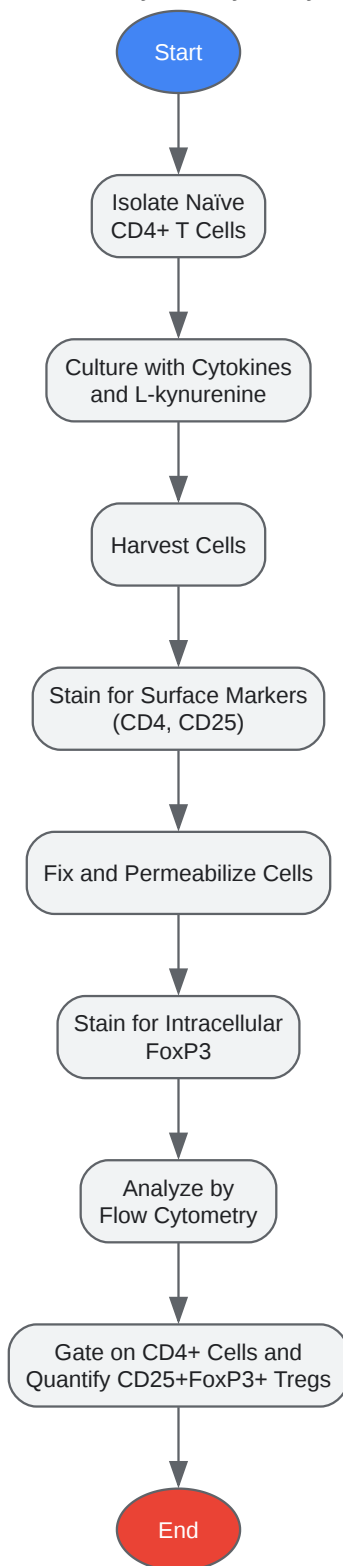 Start
Isolate Naïve
CD4+ T Cells
Culture with Cytokines
and L-kynurenine
Harvest Cells
Stain for Surface Markers
(CD4, CD25)
Fix and Permeabilize Cells
Stain for Intracellular
FoxP3
Analyze by
Flow Cytometry
Gate on CD4+ Cells and
Quantify CD25+FoxP3+ Tregs
End